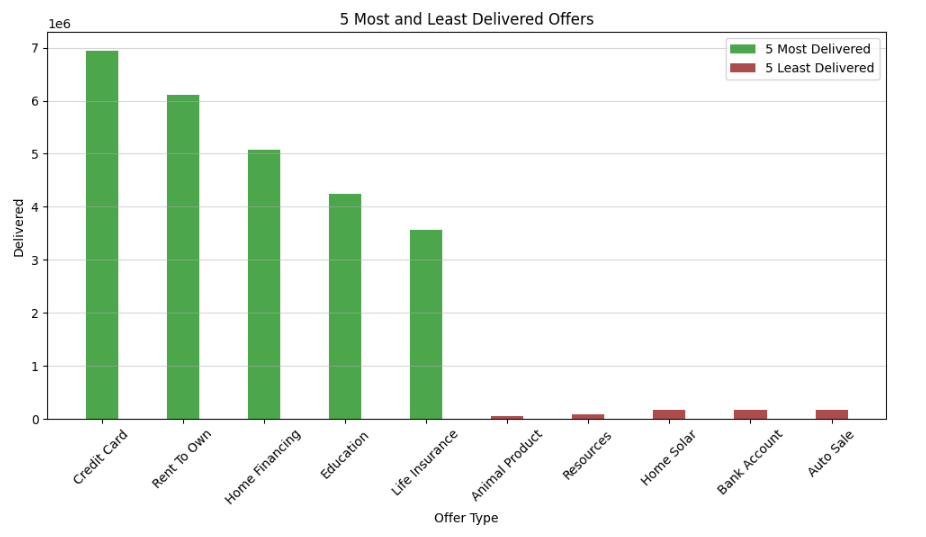 5 Most and Least Delivered Offers
1e6
7
6
5
4
3
2
1
0
Delivered
5 Most Delivered
5 Least Delivered
Credit Card
Rent To Own
Home Financing
Education
Life Insurance
Animal Product
Resources
Home Solar
Bank Account
Auto Sale
Offer Type